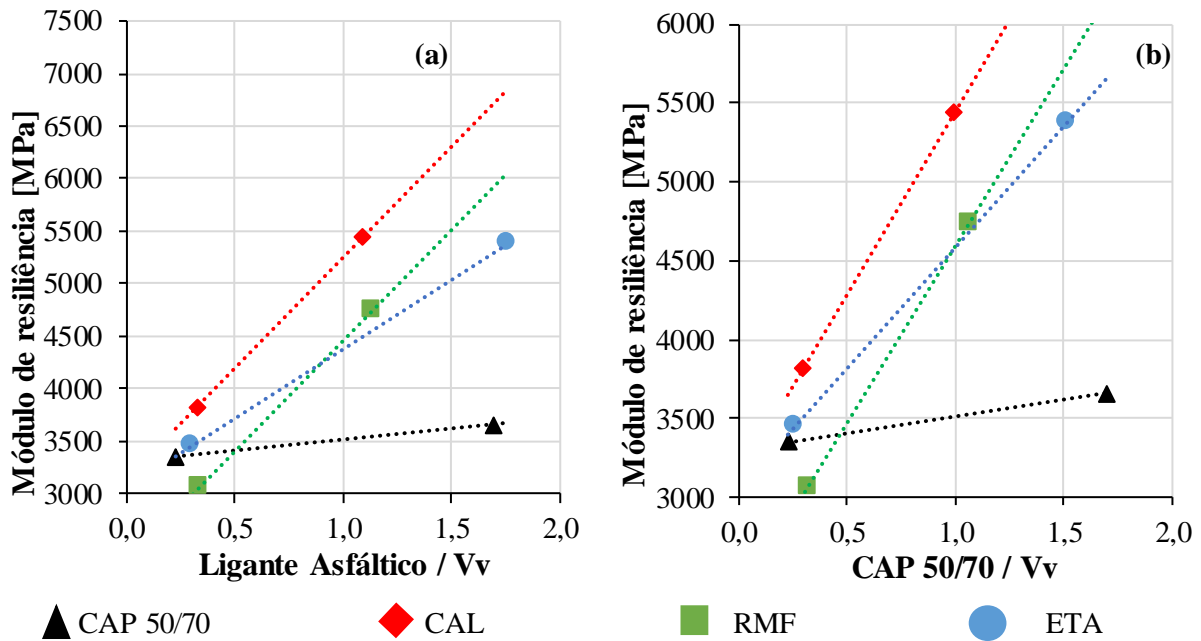 Módulo de resiliência [MPa]
7500
7000
6500
6000
5500
5000
4500
4000
3500
3000
(a)
0,0 0,5 1,0 1,5 2,0
Ligante Asfáltico / Vv
Módulo de resiliência [MPa]
6000
5500
5000
4500
4000
3500
3000
(b)
0,0 0,5 1,0 1,5 2,0
CAP 50/70 / Vv
CAP 50/70 CAL RMF ETA